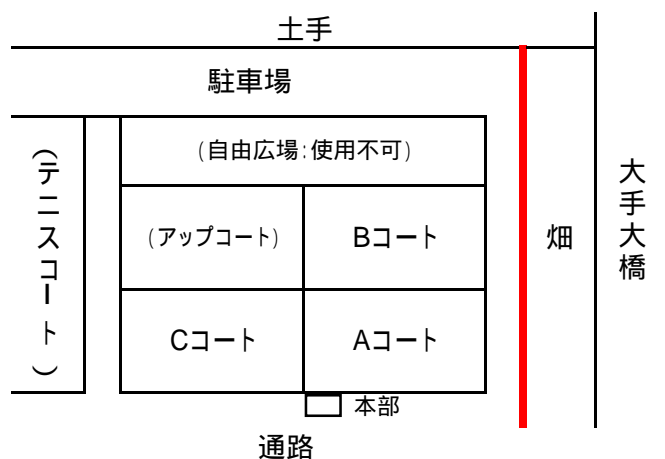 土手
駐車場
(自由広場:使用不可)
(テニスコート)
(アップコート)
Bコート
畑
大手大橋
Cコート
Aコート
本部
通路